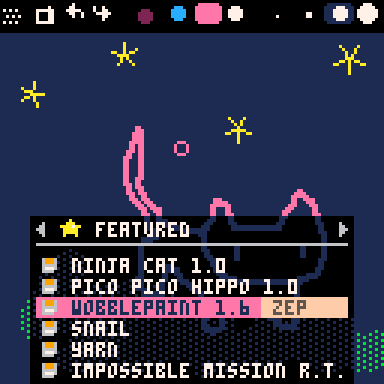 FEATURED
NINJA CAT 1.0
PICO PICO HIPPO 1.0
WOBBLEPAINT 1.6 ZEP
SNAIL
YARN
IMPOSSIBLE MISSION R.T.